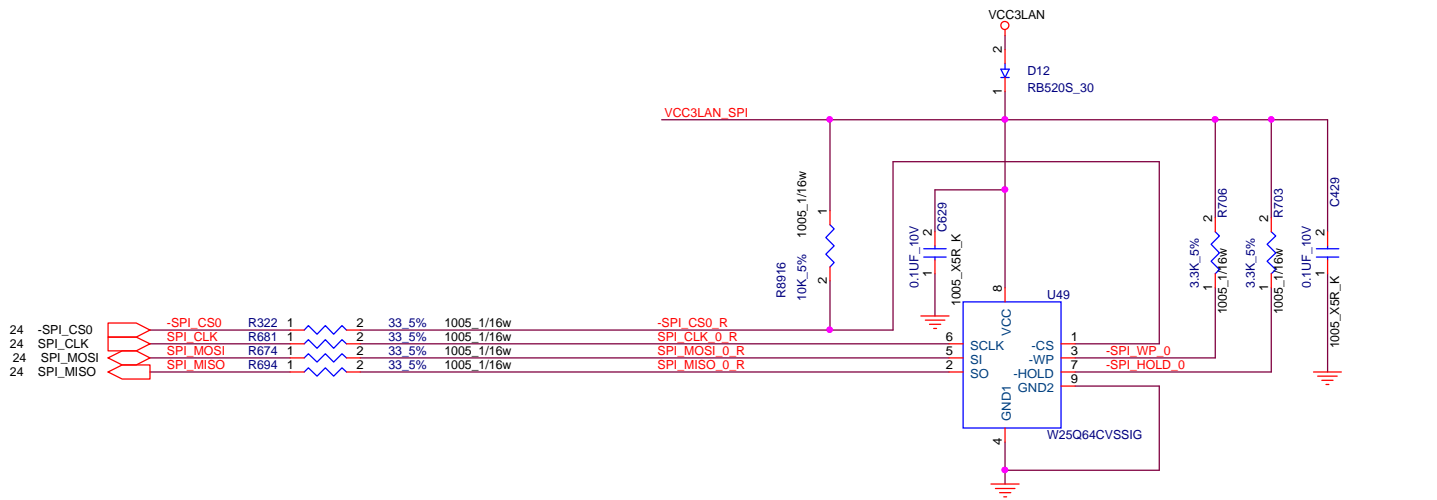 VCC3LAN
2
D12
RB520S_30
1
VCC3LAN_SPI
1
1005_1/16w
R8916
10K_5%
2
2
C629
0.1UF_10V
1005_X5R_K
1
2
R706
3.3K_5%
1005_1/16w
1
2
R703
3.3K_5%
1005_1/16w
1
2
C429
0.1UF_10V
1005_X5R_K
1
8
U49
VCC
24 -SPI_CS0 -SPI_CS0 R322 1 2 33_5% 1005_1/16w -SPI_CS0_R
24 SPI_CLK SPI_CLK R681 1 2 33_5% 1005_1/16w SPI_CLK_0_R 6 SCLK -CS 1
24 SPI_MOSI SPI_MOSI R674 1 2 33_5% 1005_1/16w SPI_MOSI_0_R 5 SI -WP 3 -SPI_WP_0
24 SPI_MISO SPI_MISO R694 1 2 33_5% 1005_1/16w SPI_MISO_0_R 2 SO -HOLD 7 -SPI_HOLD_0
GND2 9
GND1
4
W25Q64CVSSIG